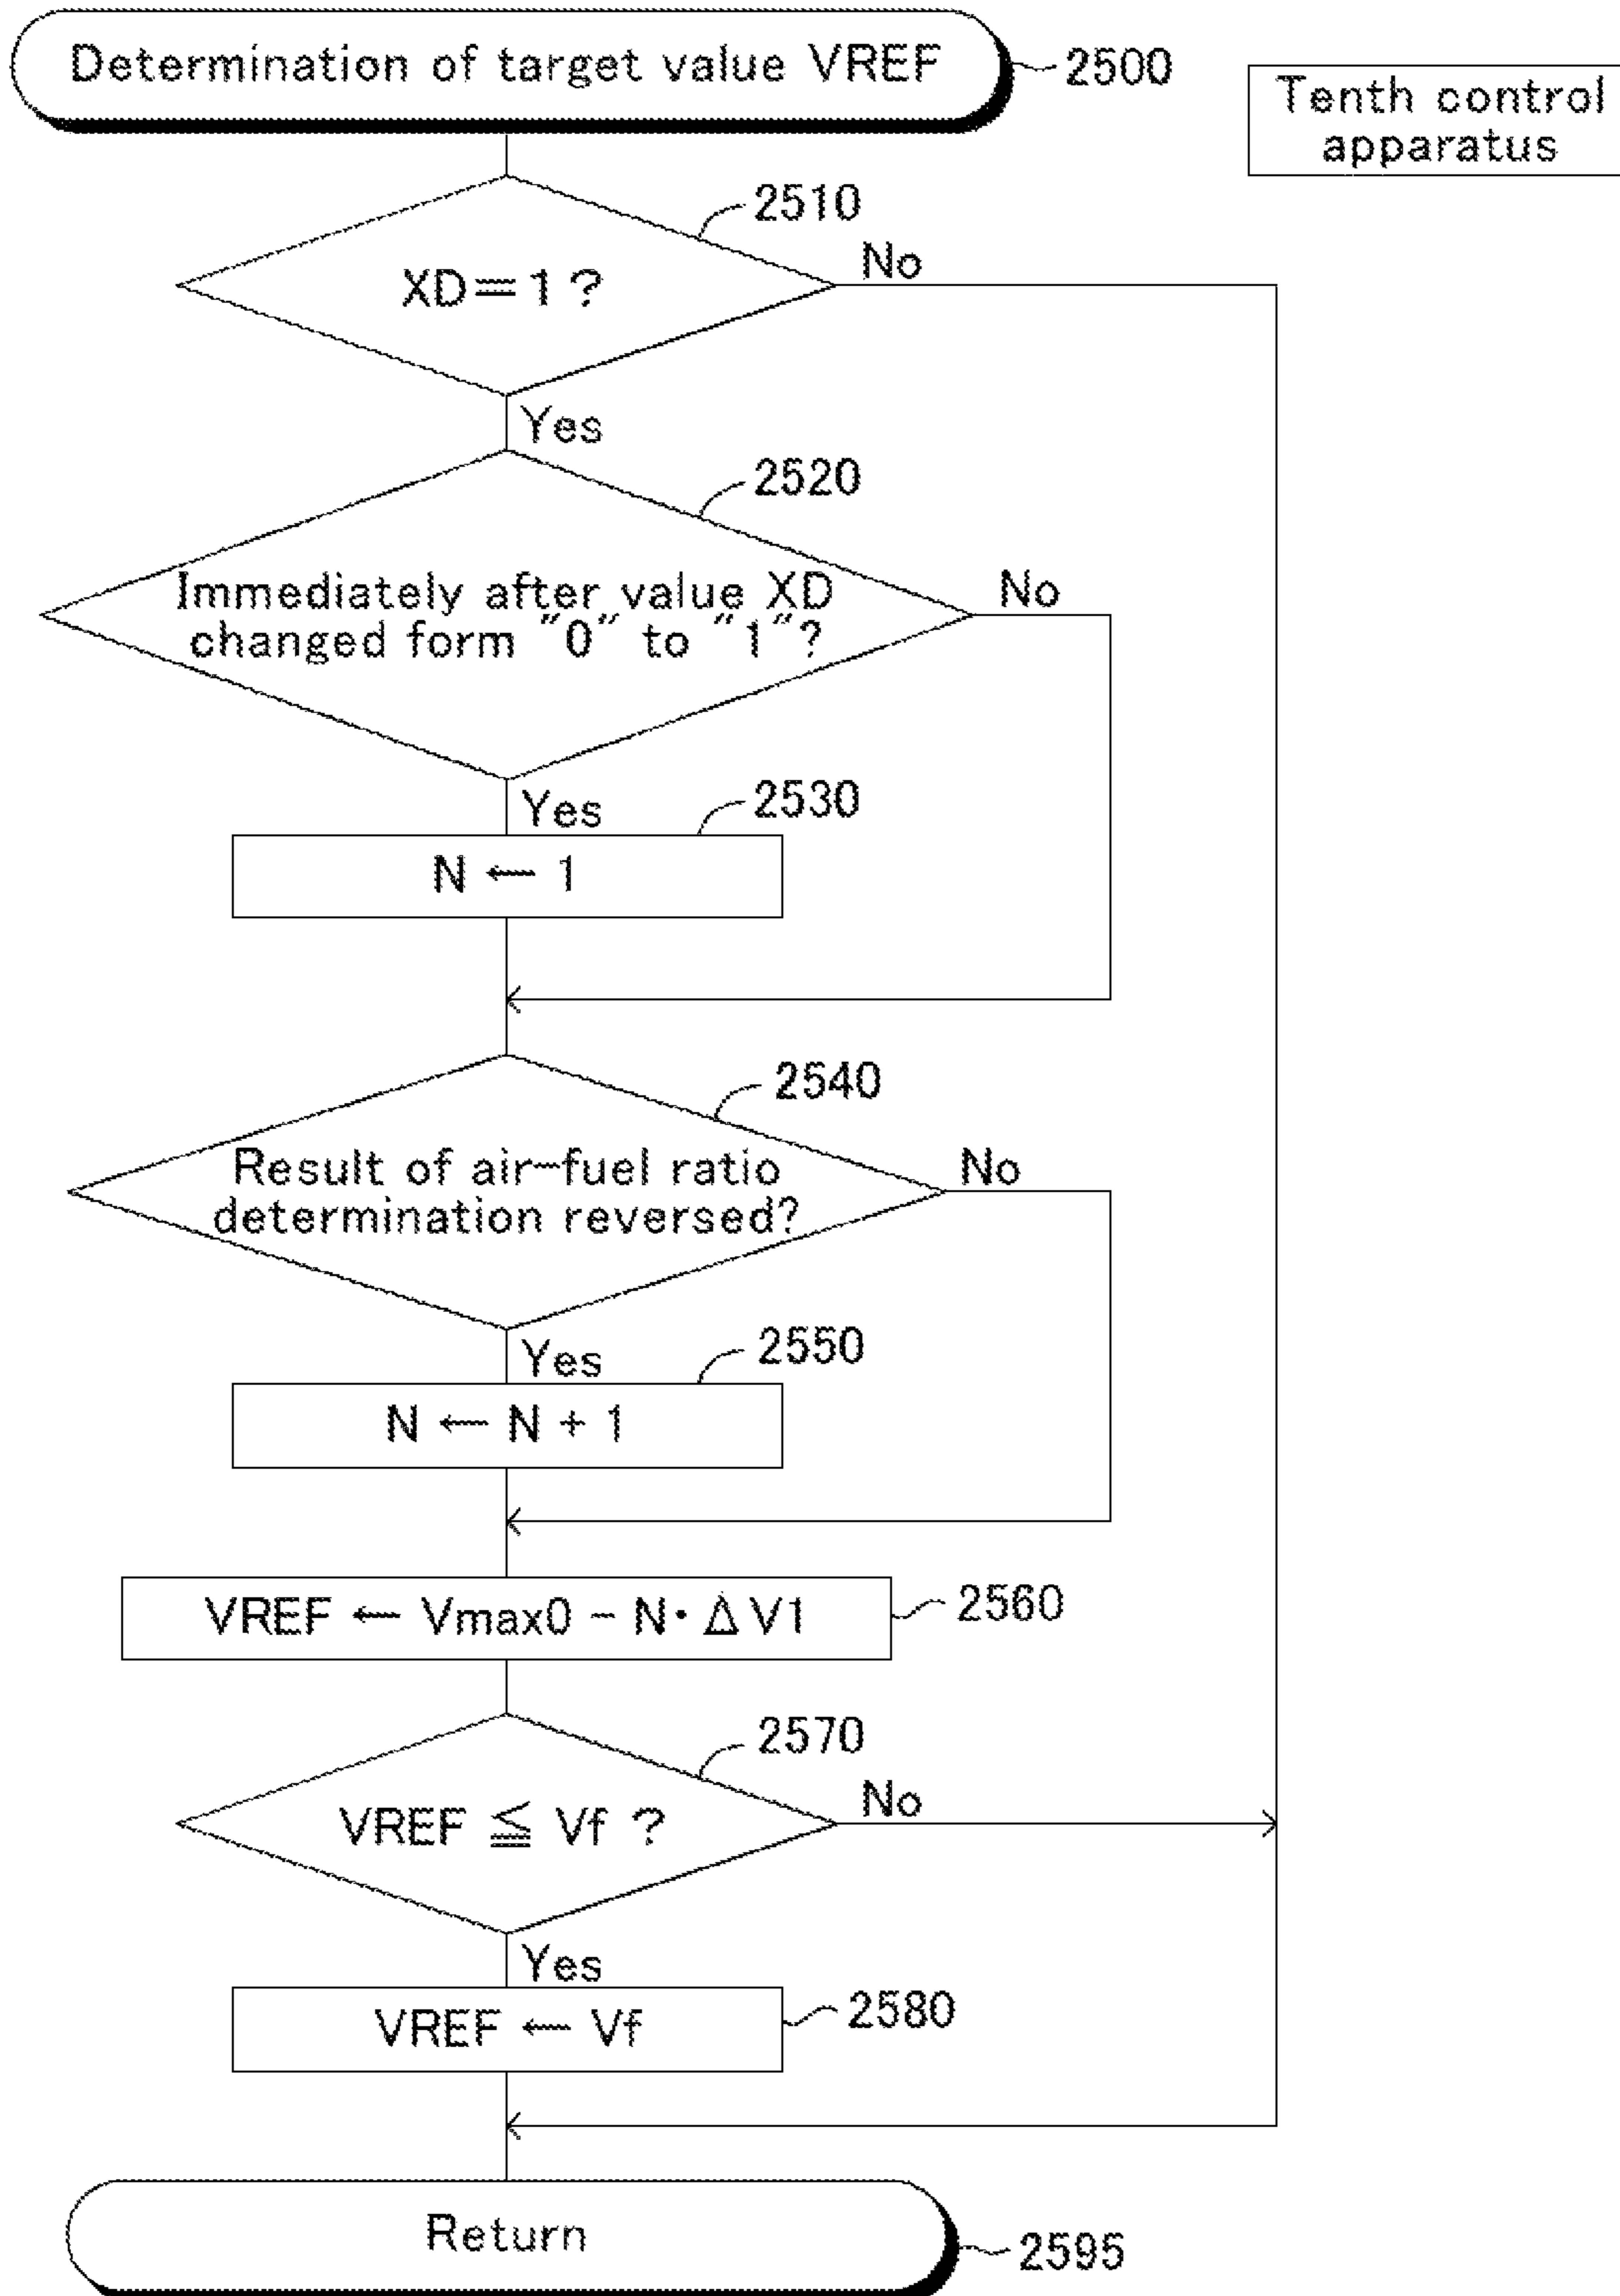 Determination of target value VREF
2500
Tenth control
apparatus
2510
XD=1 ?
No
Yes
2520
Immediately after value XD
changed form "0" to "1"?
No
Yes
2530
N ← 1
2540
Result of air-fuel ratio
determination reversed?
No
Yes
2550
N ← N + 1
VREF ← Vmax0 - N・ΔV1
2560
2570
VREF ≦ Vf ?
No
Yes
VREF ← Vf
2580
Return
2595